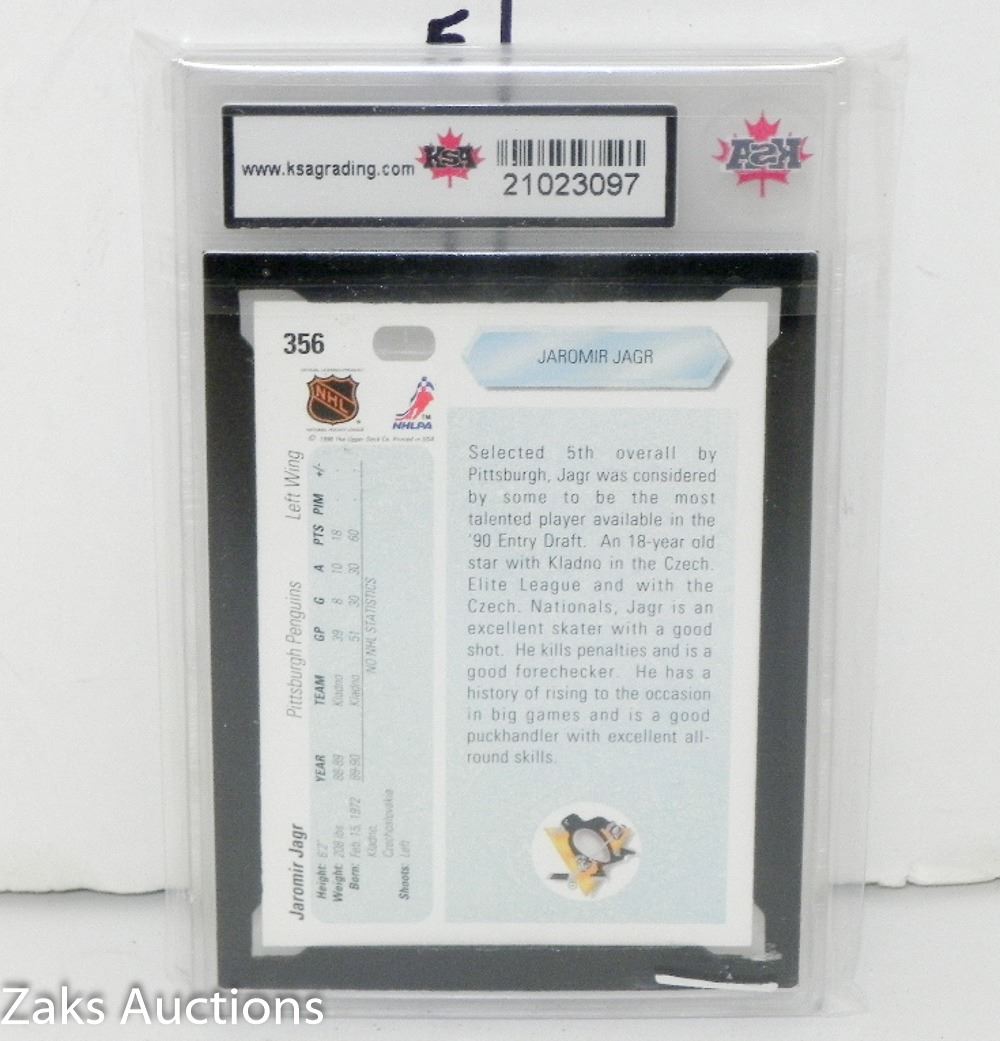 www.ksagrading.com
KSA
21023097
KSA
356
JAROMIR JAGR
NHL
NHLPA
TM
© 1990 The Upper Deck Co. Printed in USA
Selected 5th overall by
Pittsburgh, Jagr was considered
by some to be the most
talented player available in the
'90 Entry Draft. An 18-year old
star with Kladno in the Czech.
Elite League and with the
Czech. Nationals, Jagr is an
excellent skater with a good
shot. He kills penalties and is a
good forechecker. He has a
history of rising to the occasion
in big games and is a good
puckhandler with excellent all-
round skills.
Jaromir Jagr Pittsburgh Penguins Left Wing
Height: 6'2"
Weight: 208 lbs.
Born: Feb. 15, 1972
Kladno,
Czechoslovakia
Shoots: Left
YEAR TEAM GP G A PTS PIM +/-
88-89 Kladno 39 8 10 18 . .
89-90 Kladno 51 30 30 60 . .
NO NHL STATISTICS
Zaks Auctions